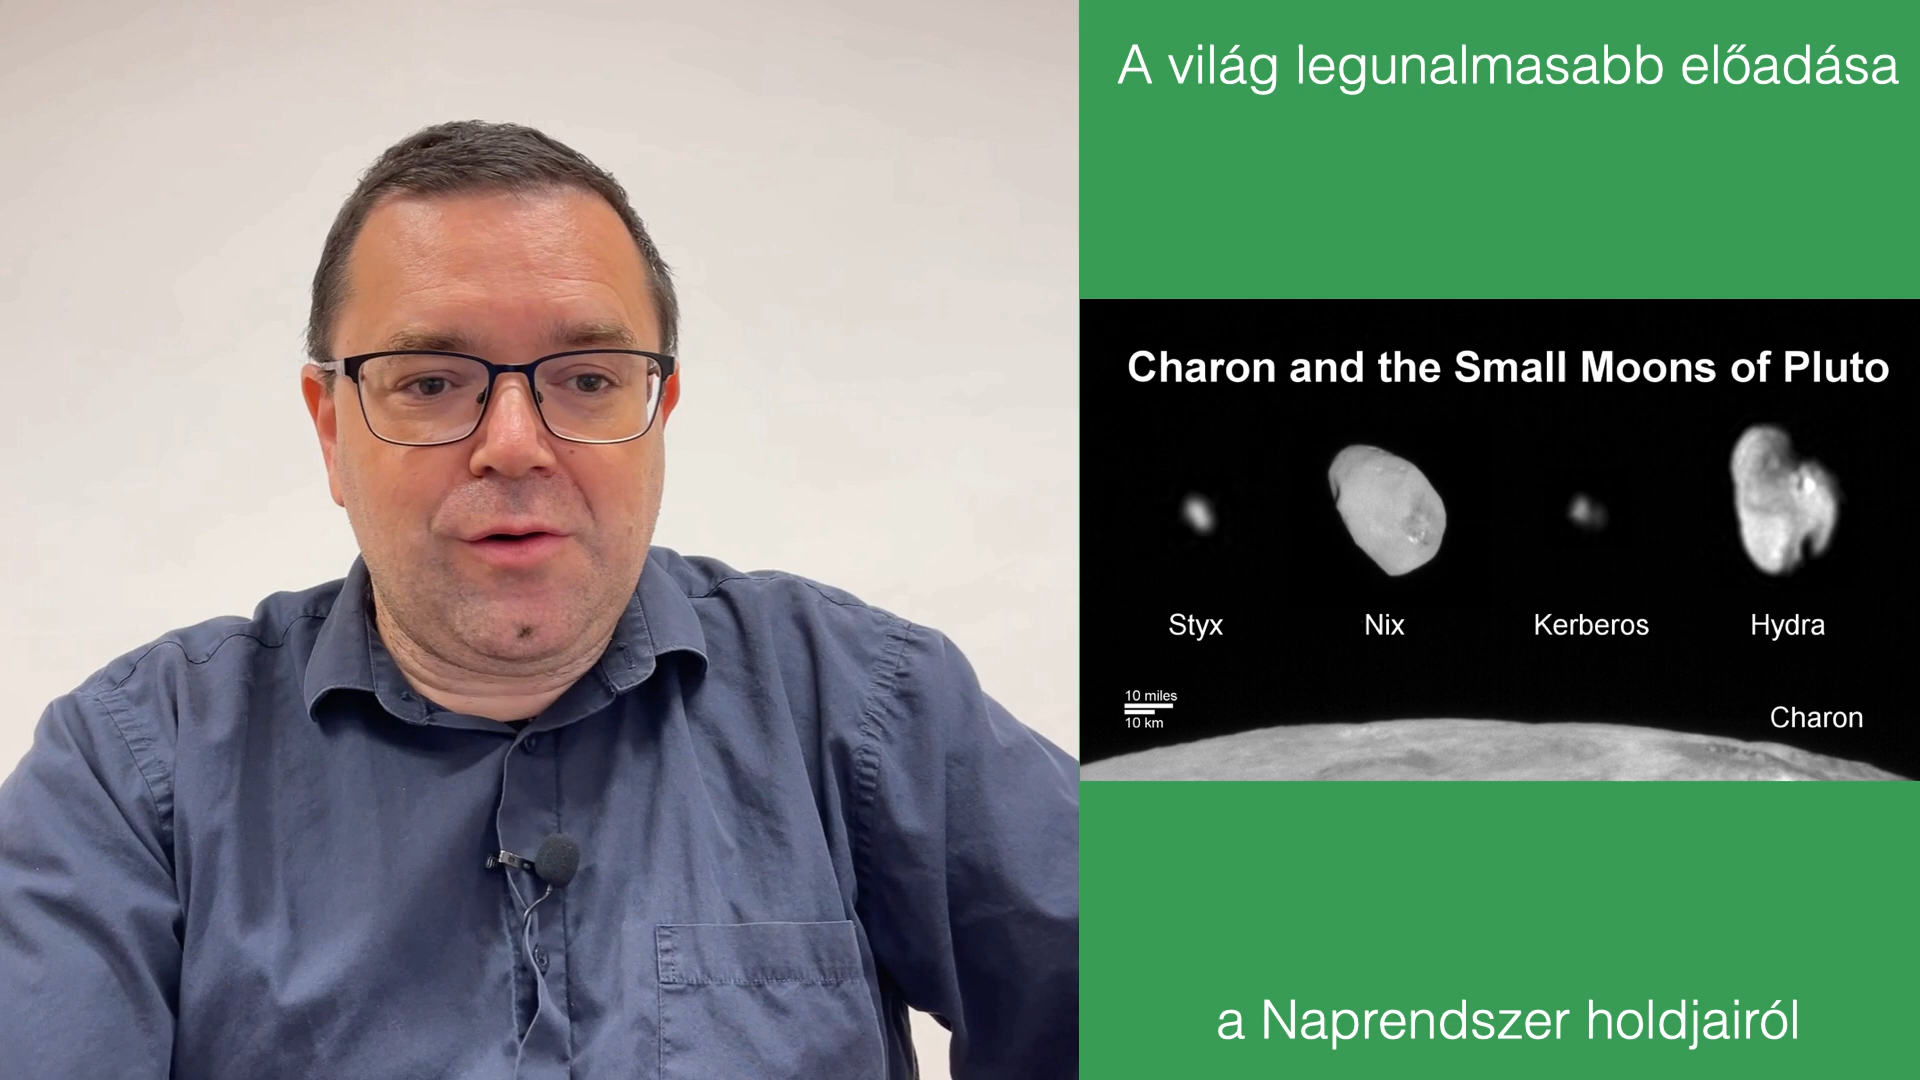 A világ legunalmasabb előadása
Charon and the Small Moons of Pluto
Styx
Nix
Kerberos
Hydra
10 miles
10 km
Charon
a Naprendszer holdjairól